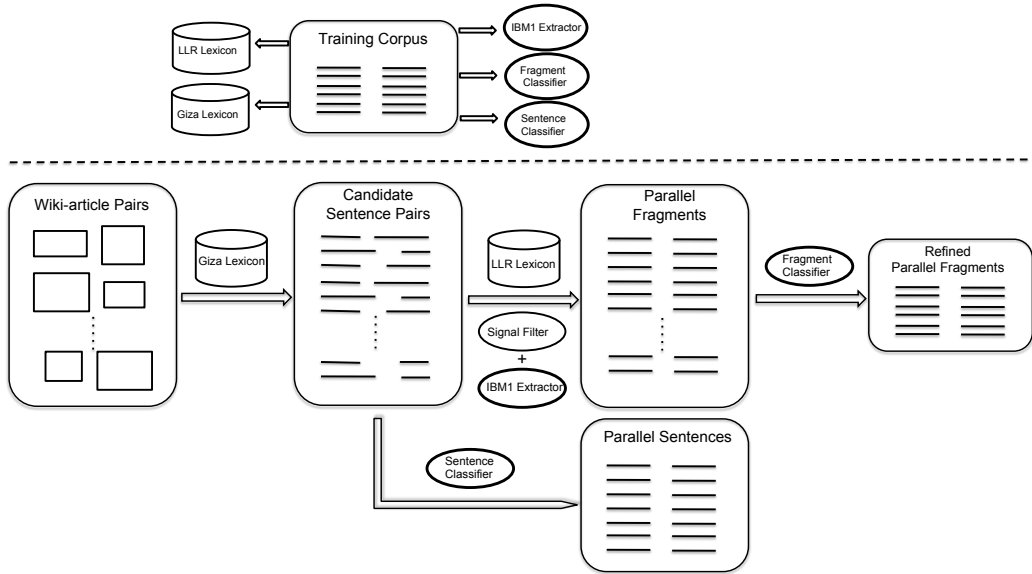 Training Corpus
LLR Lexicon
Giza Lexicon
IBM1 Extractor
Fragment
Classifier
Sentence
Classifier
Wiki-article Pairs
Giza Lexicon
Candidate
Sentence Pairs
LLR Lexicon
Signal Filter
+
IBM1 Extractor
Parallel
Fragments
Fragment
Classifier
Refined
Parallel Fragments
Sentence
Classifier
Parallel Sentences